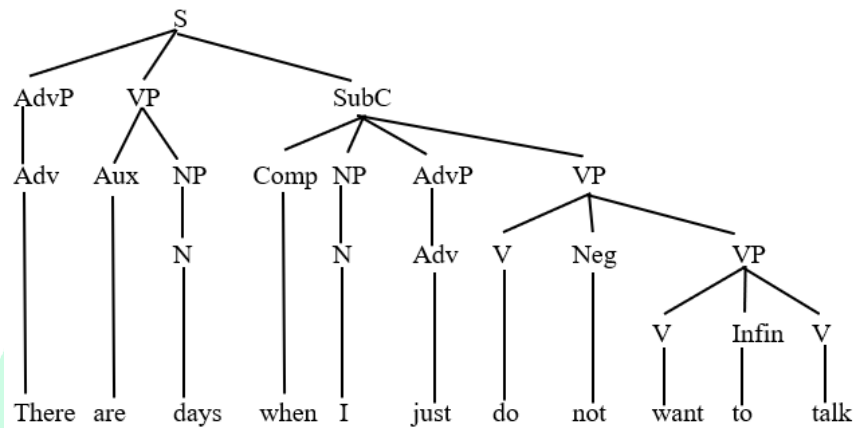 S
AdvP VP SubC
Adv Aux NP Comp NP AdvP VP
N N Adv V Neg VP
V Infin V
There are days when I just do not want to talk